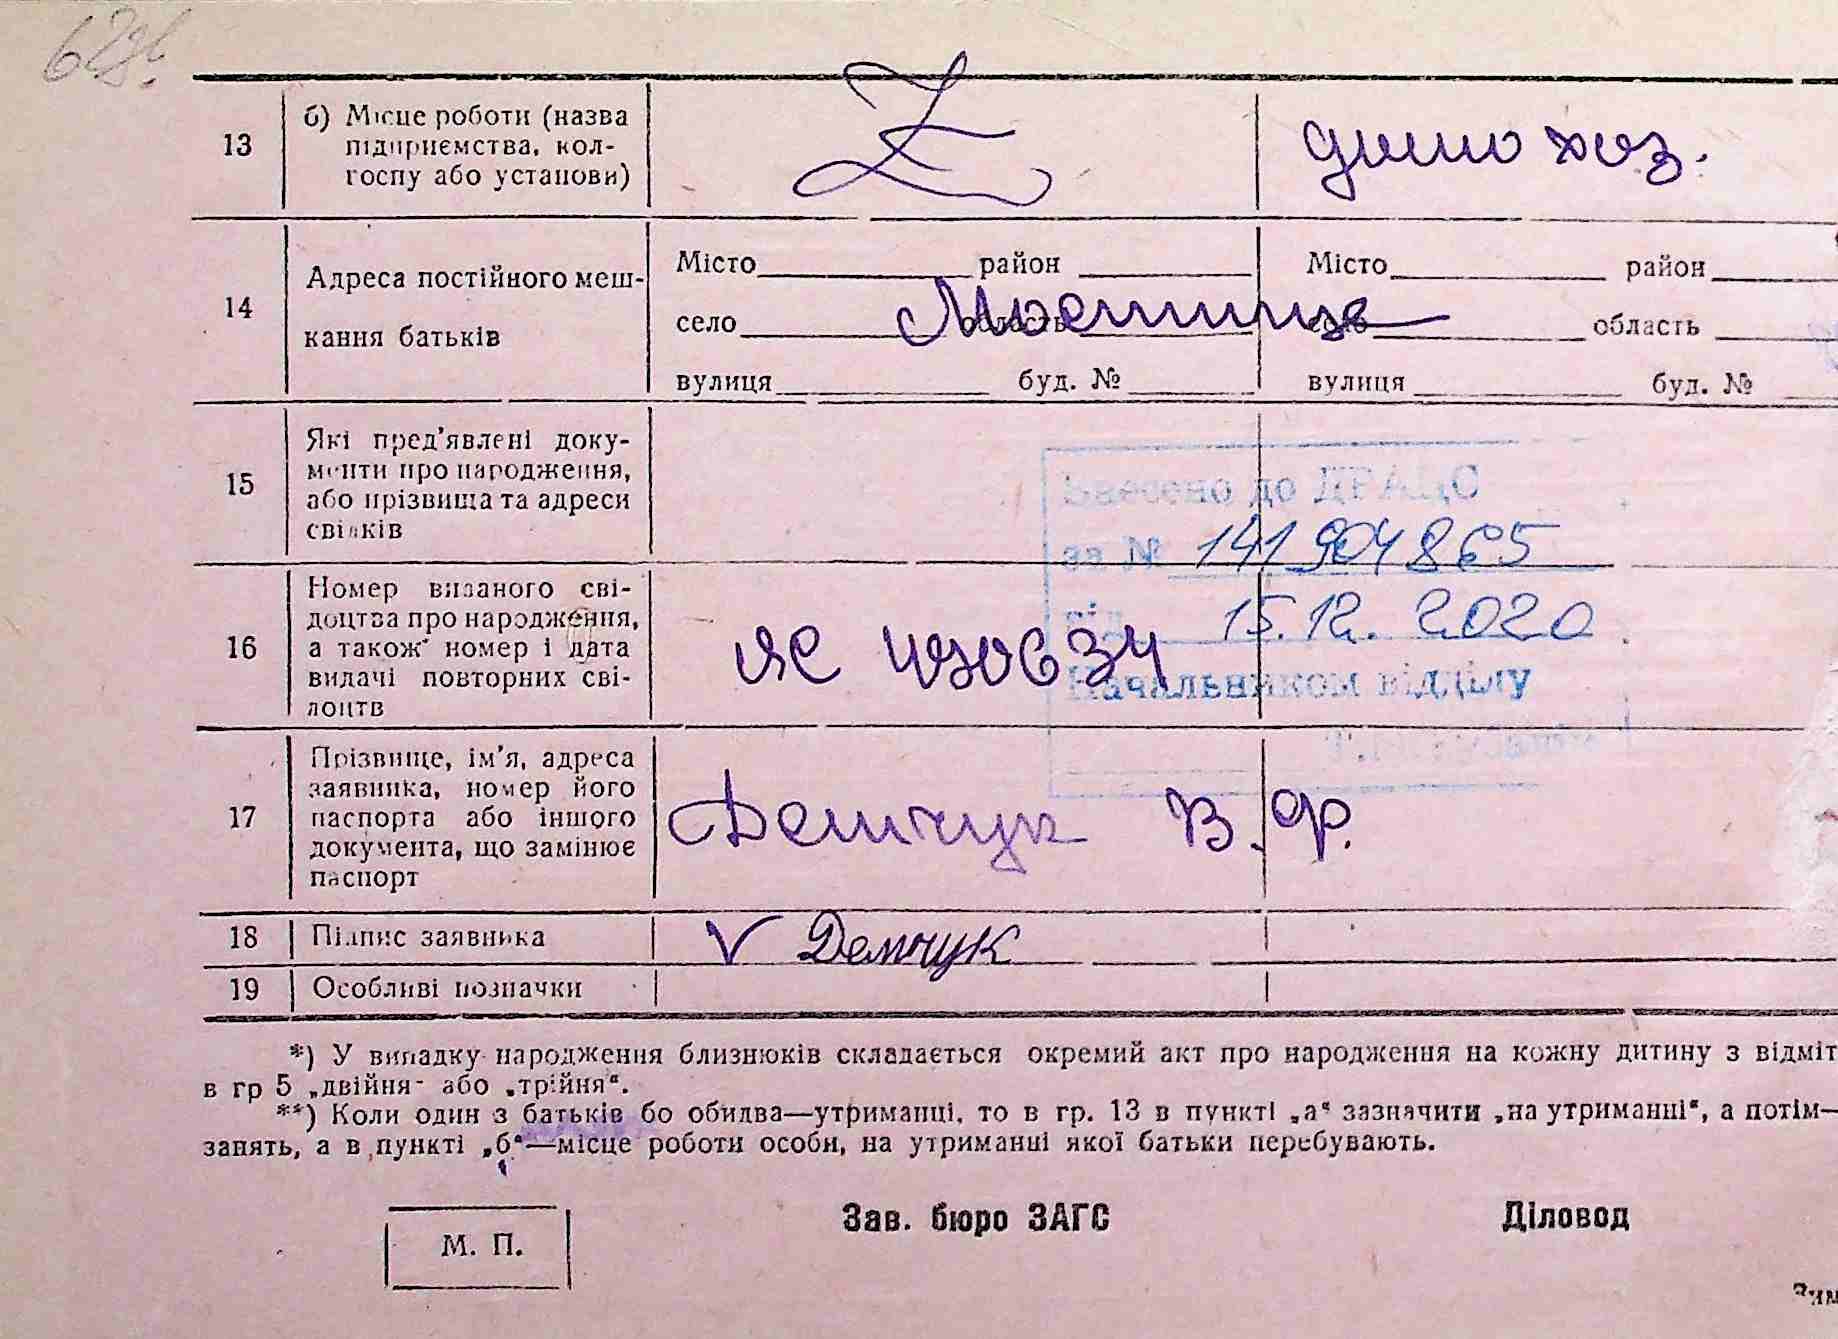 13
б) Місце роботи (назва
підприємства, кол-
госпу або установи)
домохоз.
14
Адреса постійного меш-
кання батьків
Місто район
село область
вулиця буд. №
Місто район
село область
вулиця буд. №
15
Які пред'явлені доку-
менти про народження,
або прізвища та адреси
свідків
Внесено до ДРАЦС
за № 141904865
від 15.12.2020
Начальником відділу
16
Номер виданого сві-
доцтва про народження,
а також номер і дата
видачі повторних сві-
доцтв
17
Прізвище, ім'я, адреса
заявника, номер його
паспорта або іншого
документа, що замінює
паспорт
Демчук В. Ф.
18
Підпис заявника
V Демчук
19
Особливі позначки
*) У випадку народження близнюків складається окремий акт про народження на кожну дитину з відміт
в гр 5 „двійня“ або „трійня“.
**) Коли один з батьків бо обидва—утриманці, то в гр. 13 в пункті „а“ зазначити „на утриманні“, а потім—
занять, а в пункті „б“—місце роботи особи, на утриманні якої батьки перебувають.
М. П.
Зав. бюро ЗАГС
Діловод